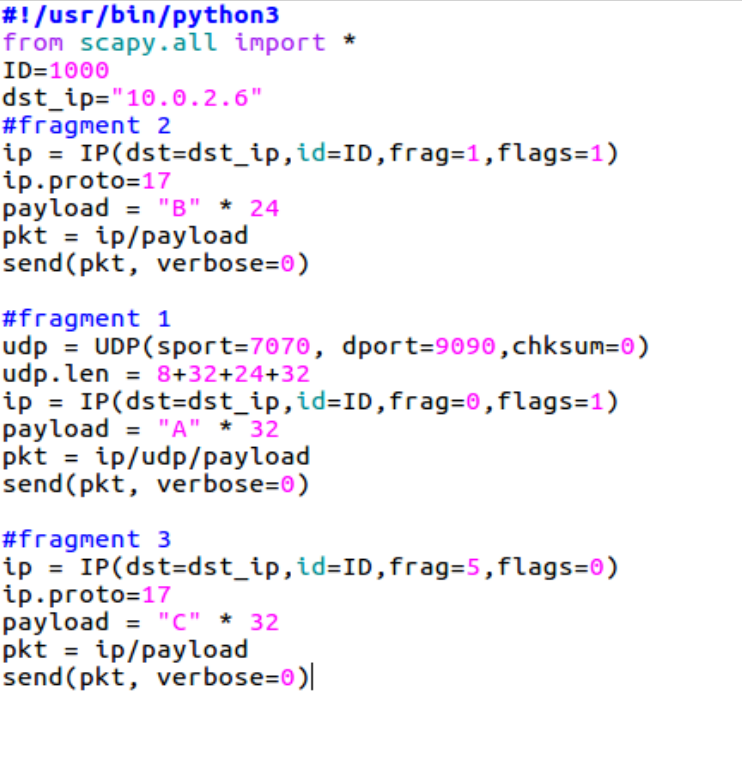 #!/usr/bin/python3
from scapy.all import *
ID=1000
dst_ip="10.0.2.6"
#fragment 2
ip = IP(dst=dst_ip,id=ID,frag=1,flags=1)
ip.proto=17
payload = "B" * 24
pkt = ip/payload
send(pkt, verbose=0)

#fragment 1
udp = UDP(sport=7070, dport=9090,chksum=0)
udp.len = 8+32+24+32
ip = IP(dst=dst_ip,id=ID,frag=0,flags=1)
payload = "A" * 32
pkt = ip/udp/payload
send(pkt, verbose=0)

#fragment 3
ip = IP(dst=dst_ip,id=ID,frag=5,flags=0)
ip.proto=17
payload = "C" * 32
pkt = ip/payload
send(pkt, verbose=0)